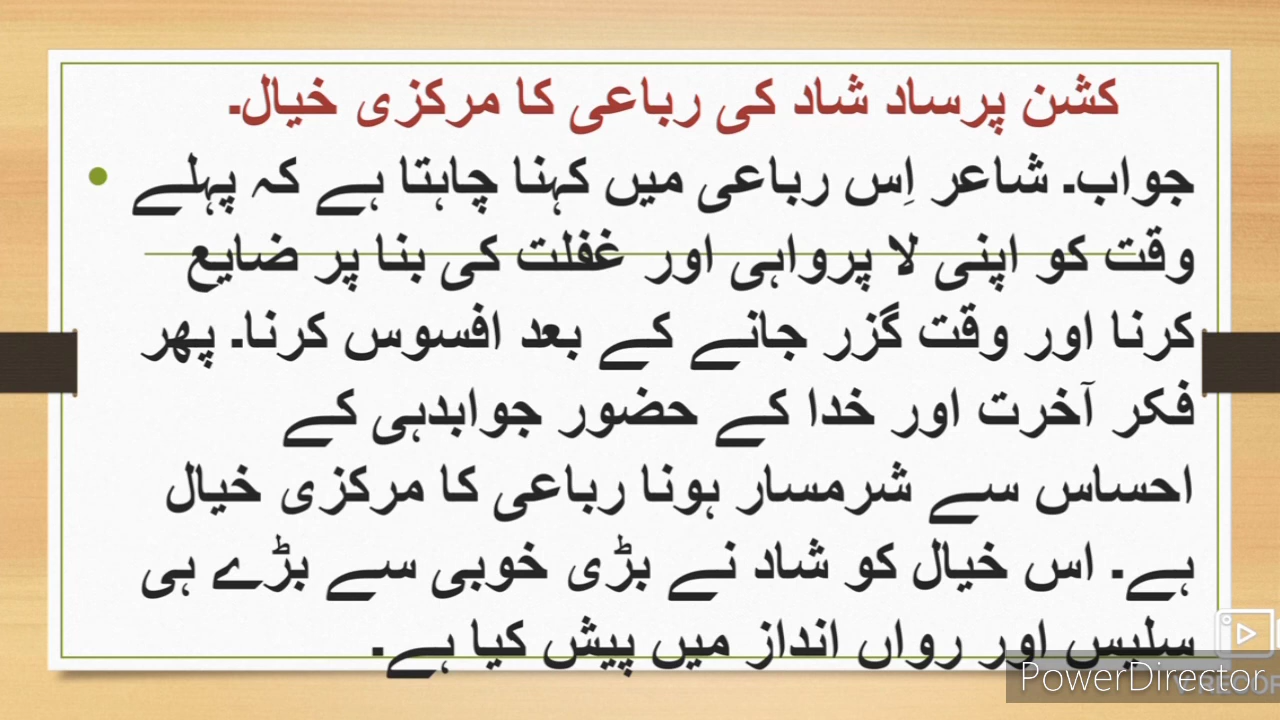 کشن پرساد شاد کی رباعی کا مرکزی خیال۔
جواب۔ شاعر اِس رباعی میں کہنا چاہتا ہے کہ پہلے
وقت کو اپنی لا پرواہی اور غفلت کی بنا پر ضایع
کرنا اور وقت گزر جانے کے بعد افسوس کرنا۔ پھر
فکر آخرت اور خدا کے حضور جوابدہی کے
احساس سے شرمسار ہونا رباعی کا مرکزی خیال
ہے۔ اس خیال کو شاد نے بڑی خوبی سے بڑے ہی
سلیس اور رواں انداز میں پیش کیا ہے۔
PowerDirector